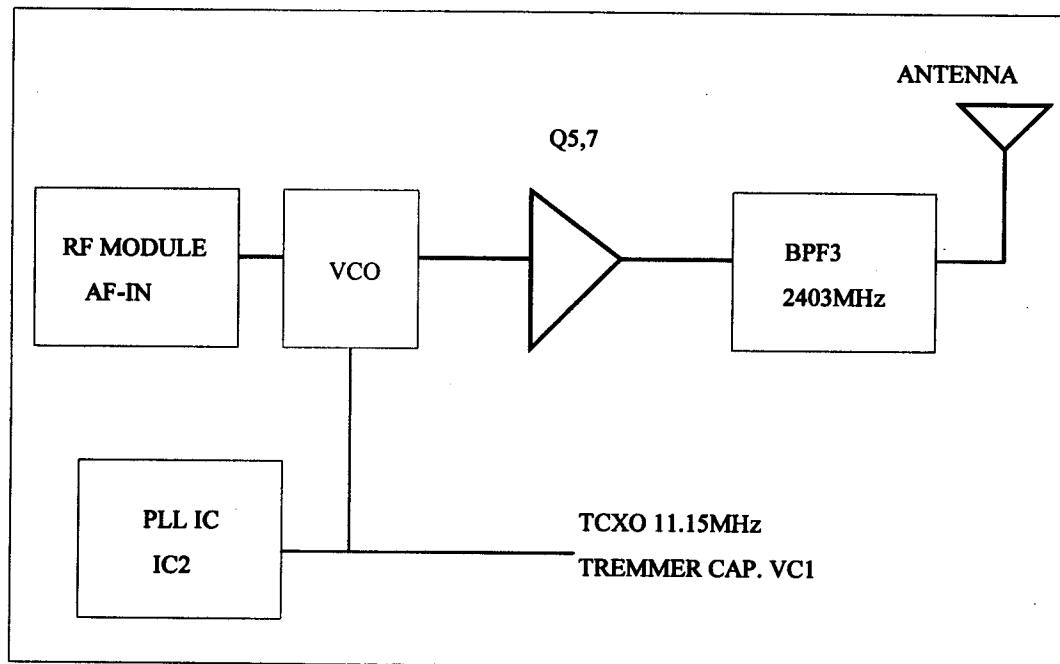 ANTENNA
Q5,7
RF MODULE
AF-IN
VCO
BPF3
2403MHz
PLL IC
IC2
TCXO 11.15MHz
TREMMER CAP. VC1